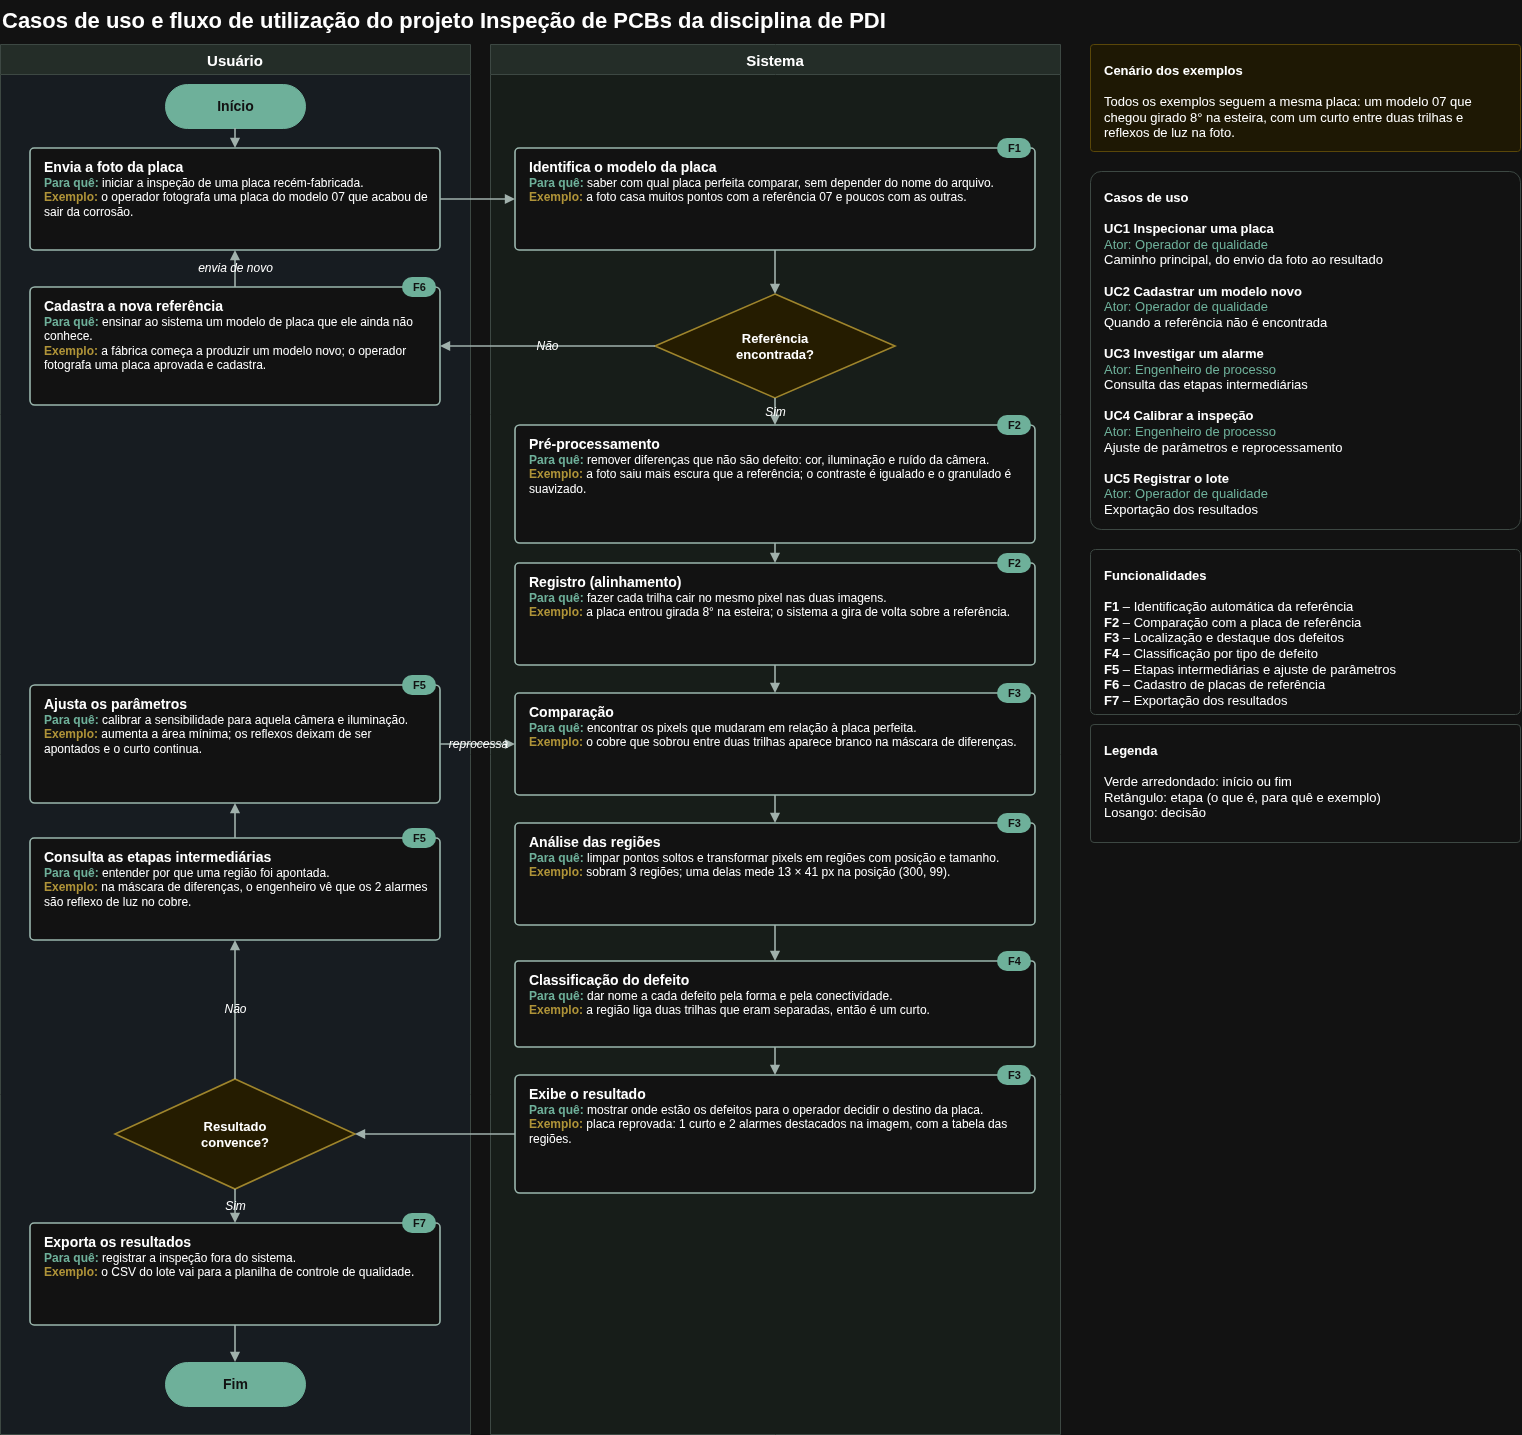 Casos de uso e fluxo de utilização do projeto Inspeção de PCBs da disciplina de PDI
Usuário
Início
Envia a foto da placa
Para quê: iniciar a inspeção de uma placa recém-fabricada.
Exemplo: o operador fotografa uma placa do modelo 07 que acabou de
sair da corrosão.
envia de novo
F6
Cadastra a nova referência
Para quê: ensinar ao sistema um modelo de placa que ele ainda não
conhece.
Exemplo: a fábrica começa a produzir um modelo novo; o operador
fotografa uma placa aprovada e cadastra.
F5
Ajusta os parâmetros
Para quê: calibrar a sensibilidade para aquela câmera e iluminação.
Exemplo: aumenta a área mínima; os reflexos deixam de ser
apontados e o curto continua.
reprocessa
F5
Consulta as etapas intermediárias
Para quê: entender por que uma região foi apontada.
Exemplo: na máscara de diferenças, o engenheiro vê que os 2 alarmes
são reflexo de luz no cobre.
Não
Resultado
convence?
Sim
F7
Exporta os resultados
Para quê: registrar a inspeção fora do sistema.
Exemplo: o CSV do lote vai para a planilha de controle de qualidade.
Fim
Sistema
F1
Identifica o modelo da placa
Para quê: saber com qual placa perfeita comparar, sem depender do nome do arquivo.
Exemplo: a foto casa muitos pontos com a referência 07 e poucos com as outras.
Referência
encontrada?
Não
Sim
F2
Pré-processamento
Para quê: remover diferenças que não são defeito: cor, iluminação e ruído da câmera.
Exemplo: a foto saiu mais escura que a referência; o contraste é igualado e o granulado é
suavizado.
F2
Registro (alinhamento)
Para quê: fazer cada trilha cair no mesmo pixel nas duas imagens.
Exemplo: a placa entrou girada 8° na esteira; o sistema a gira de volta sobre a referência.
F3
Comparação
Para quê: encontrar os pixels que mudaram em relação à placa perfeita.
Exemplo: o cobre que sobrou entre duas trilhas aparece branco na máscara de diferenças.
F3
Análise das regiões
Para quê: limpar pontos soltos e transformar pixels em regiões com posição e tamanho.
Exemplo: sobram 3 regiões; uma delas mede 13 × 41 px na posição (300, 99).
F4
Classificação do defeito
Para quê: dar nome a cada defeito pela forma e pela conectividade.
Exemplo: a região liga duas trilhas que eram separadas, então é um curto.
F3
Exibe o resultado
Para quê: mostrar onde estão os defeitos para o operador decidir o destino da placa.
Exemplo: placa reprovada: 1 curto e 2 alarmes destacados na imagem, com a tabela das
regiões.
Cenário dos exemplos
Todos os exemplos seguem a mesma placa: um modelo 07 que
chegou girado 8° na esteira, com um curto entre duas trilhas e
reflexos de luz na foto.
Casos de uso
UC1 Inspecionar uma placa
Ator: Operador de qualidade
Caminho principal, do envio da foto ao resultado
UC2 Cadastrar um modelo novo
Ator: Operador de qualidade
Quando a referência não é encontrada
UC3 Investigar um alarme
Ator: Engenheiro de processo
Consulta das etapas intermediárias
UC4 Calibrar a inspeção
Ator: Engenheiro de processo
Ajuste de parâmetros e reprocessamento
UC5 Registrar o lote
Ator: Operador de qualidade
Exportação dos resultados
Funcionalidades
F1 – Identificação automática da referência
F2 – Comparação com a placa de referência
F3 – Localização e destaque dos defeitos
F4 – Classificação por tipo de defeito
F5 – Etapas intermediárias e ajuste de parâmetros
F6 – Cadastro de placas de referência
F7 – Exportação dos resultados
Legenda
Verde arredondado: início ou fim
Retângulo: etapa (o que é, para quê e exemplo)
Losango: decisão